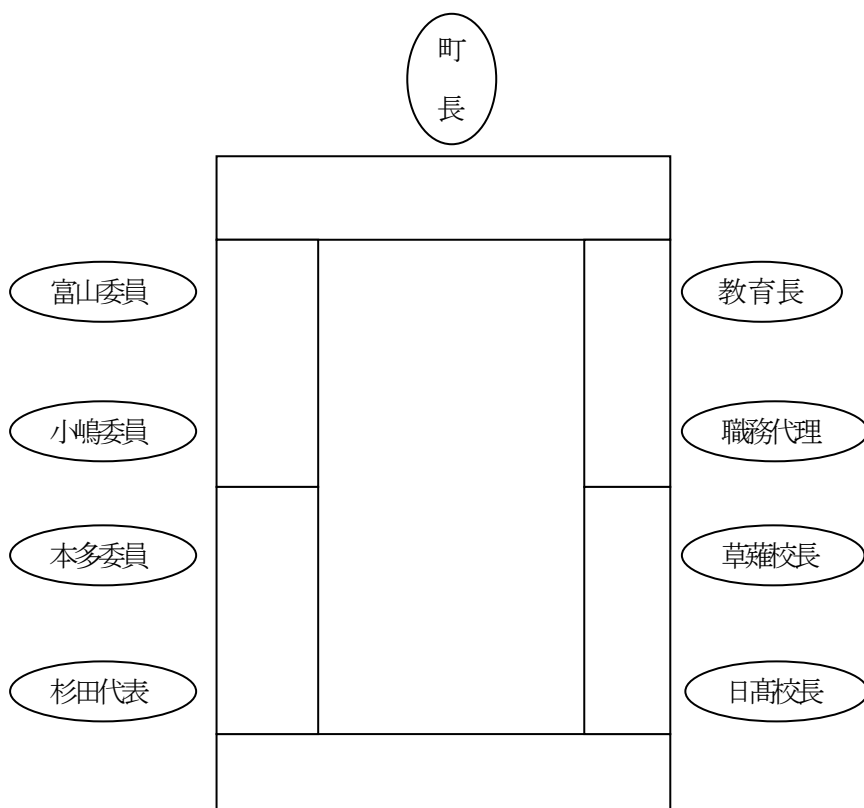 町
長
富山委員
教育長
小嶋委員
職務代理
本多委員
草薙校長
杉田代表
日髙校長